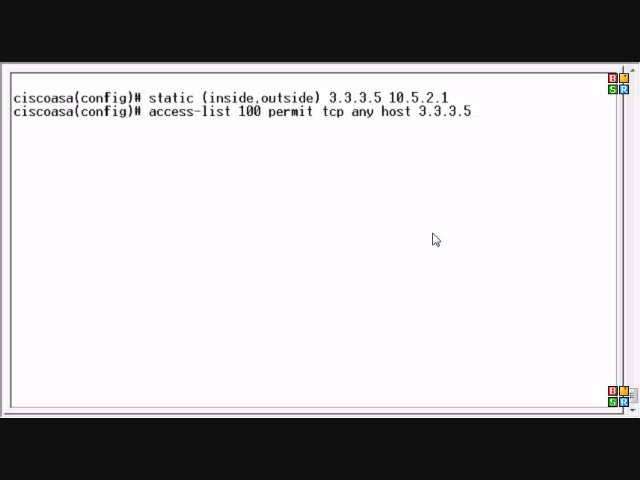 ciscoasa(config)# static (inside,outside) 3.3.3.5 10.5.2.1
ciscoasa(config)# access-list 100 permit tcp any host 3.3.3.5